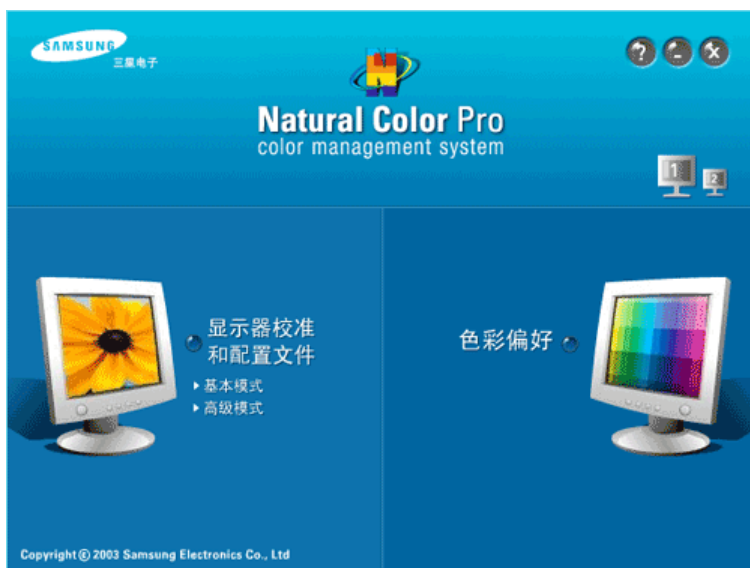 SAMSUNG
三星电子
N
Natural Color Pro
color management system
?
-
x
1
2
显示器校准
和配置文件
基本模式
高级模式
色彩偏好
Copyright © 2003 Samsung Electronics Co., Ltd